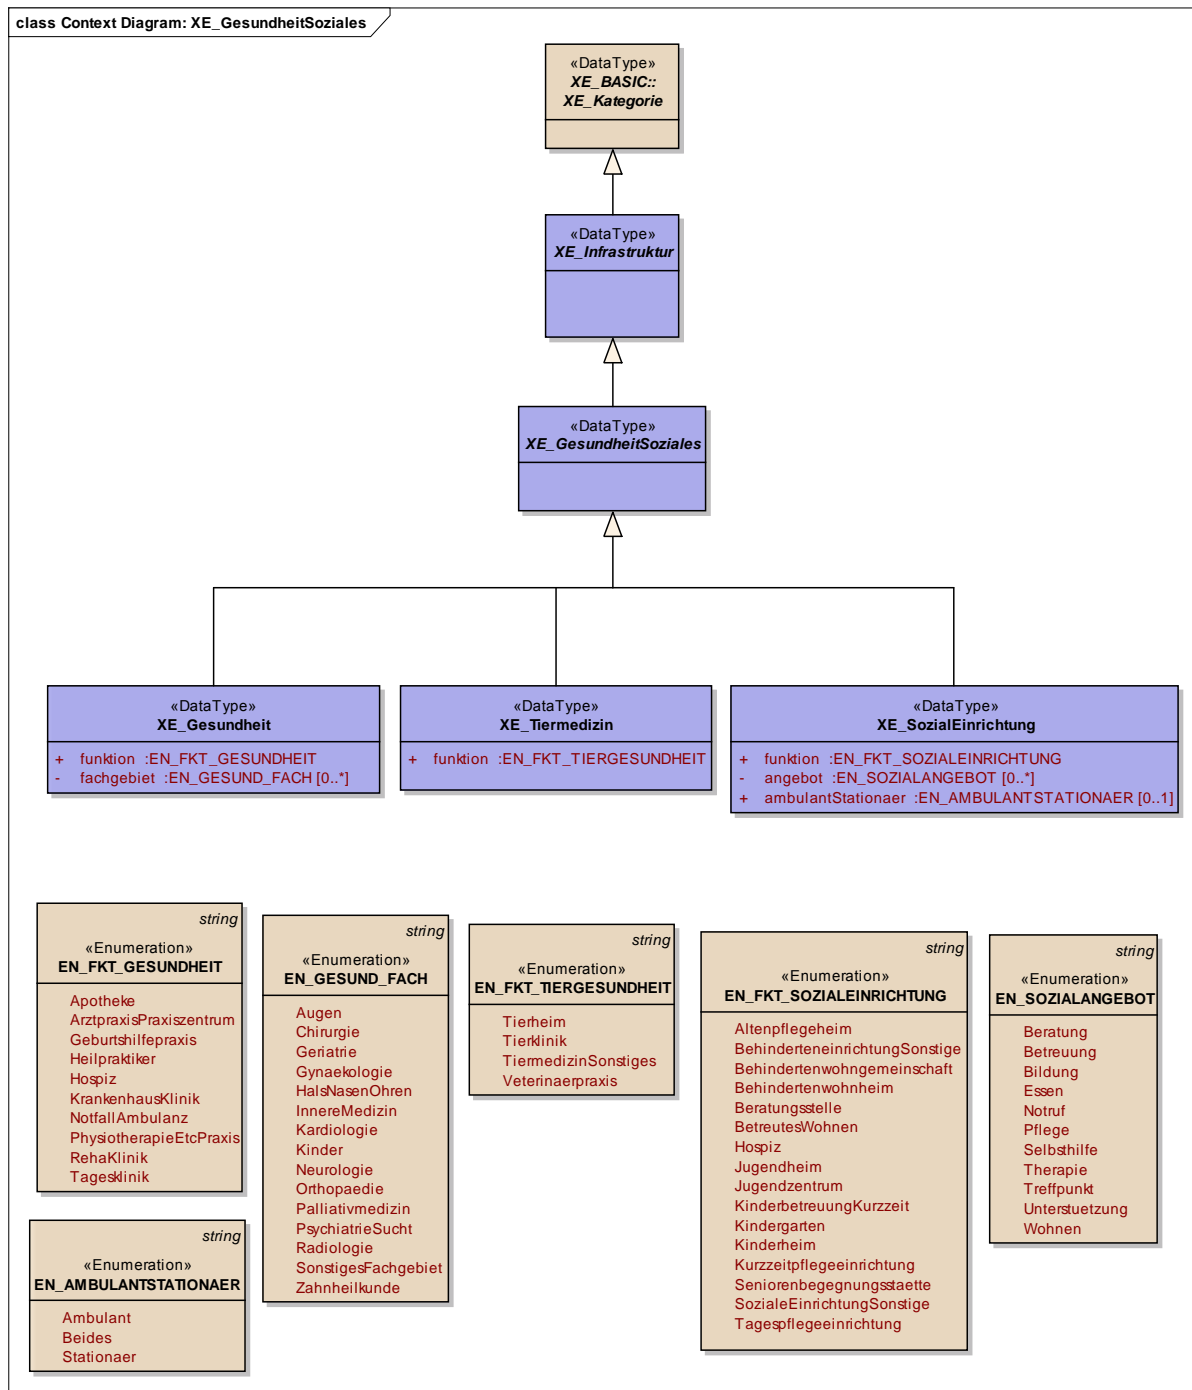 class Context Diagram: XE_GesundheitSoziales
«DataType»
XE_BASIC::
XE_Kategorie
«DataType»
XE_Infrastruktur
«DataType»
XE_GesundheitSoziales
«DataType»
XE_Gesundheit
+ funktion :EN_FKT_GESUNDHEIT
- fachgebiet :EN_GESUND_FACH [0..*]
«DataType»
XE_Tiermedizin
+ funktion :EN_FKT_TIERGESUNDHEIT
«DataType»
XE_SozialEinrichtung
+ funktion :EN_FKT_SOZIALEINRICHTUNG
- angebot :EN_SOZIALANGEBOT [0..*]
+ ambulantStationaer :EN_AMBULANTSTATIONAER [0..1]
string
«Enumeration»
EN_FKT_GESUNDHEIT
Apotheke
ArztpraxisPraxiszentrum
Geburtshilfepraxis
Heilpraktiker
Hospiz
KrankenhausKlinik
NotfallAmbulanz
PhysiotherapieEtcPraxis
RehaKlinik
Tagesklinik
string
«Enumeration»
EN_GESUND_FACH
Augen
Chirurgie
Geriatrie
Gynaekologie
HalsNasenOhren
InnereMedizin
Kardiologie
Kinder
Neurologie
Orthopaedie
Palliativmedizin
PsychiatrieSucht
Radiologie
SonstigesFachgebiet
Zahnheilkunde
string
«Enumeration»
EN_FKT_TIERGESUNDHEIT
Tierheim
Tierklinik
TiermedizinSonstiges
Veterinaerpraxis
string
«Enumeration»
EN_FKT_SOZIALEINRICHTUNG
Altenpflegeheim
BehinderteneinrichtungSonstige
Behindertenwohngemeinschaft
Behindertenwohnheim
Beratungsstelle
BetreutesWohnen
Hospiz
Jugendheim
Jugendzentrum
KinderbetreuungKurzzeit
Kindergarten
Kinderheim
Kurzzeitpflegeeinrichtung
Seniorenbegegnungsstaette
SozialeEinrichtungSonstige
Tagespflegeeinrichtung
string
«Enumeration»
EN_SOZIALANGEBOT
Beratung
Betreuung
Bildung
Essen
Notruf
Pflege
Selbsthilfe
Therapie
Treffpunkt
Unterstuetzung
Wohnen
string
«Enumeration»
EN_AMBULANTSTATIONAER
Ambulant
Beides
Stationaer